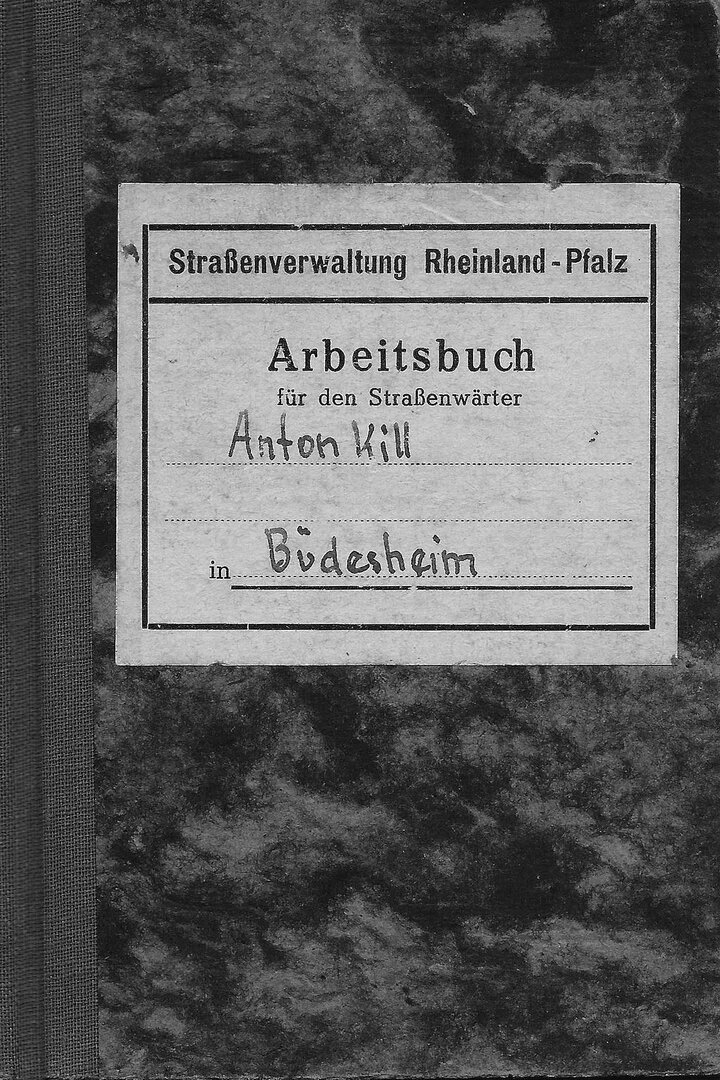 Straßenverwaltung Rheinland-Pfalz
Arbeitsbuch
für den Straßenwärter
Anton Kill
in Büdesheim